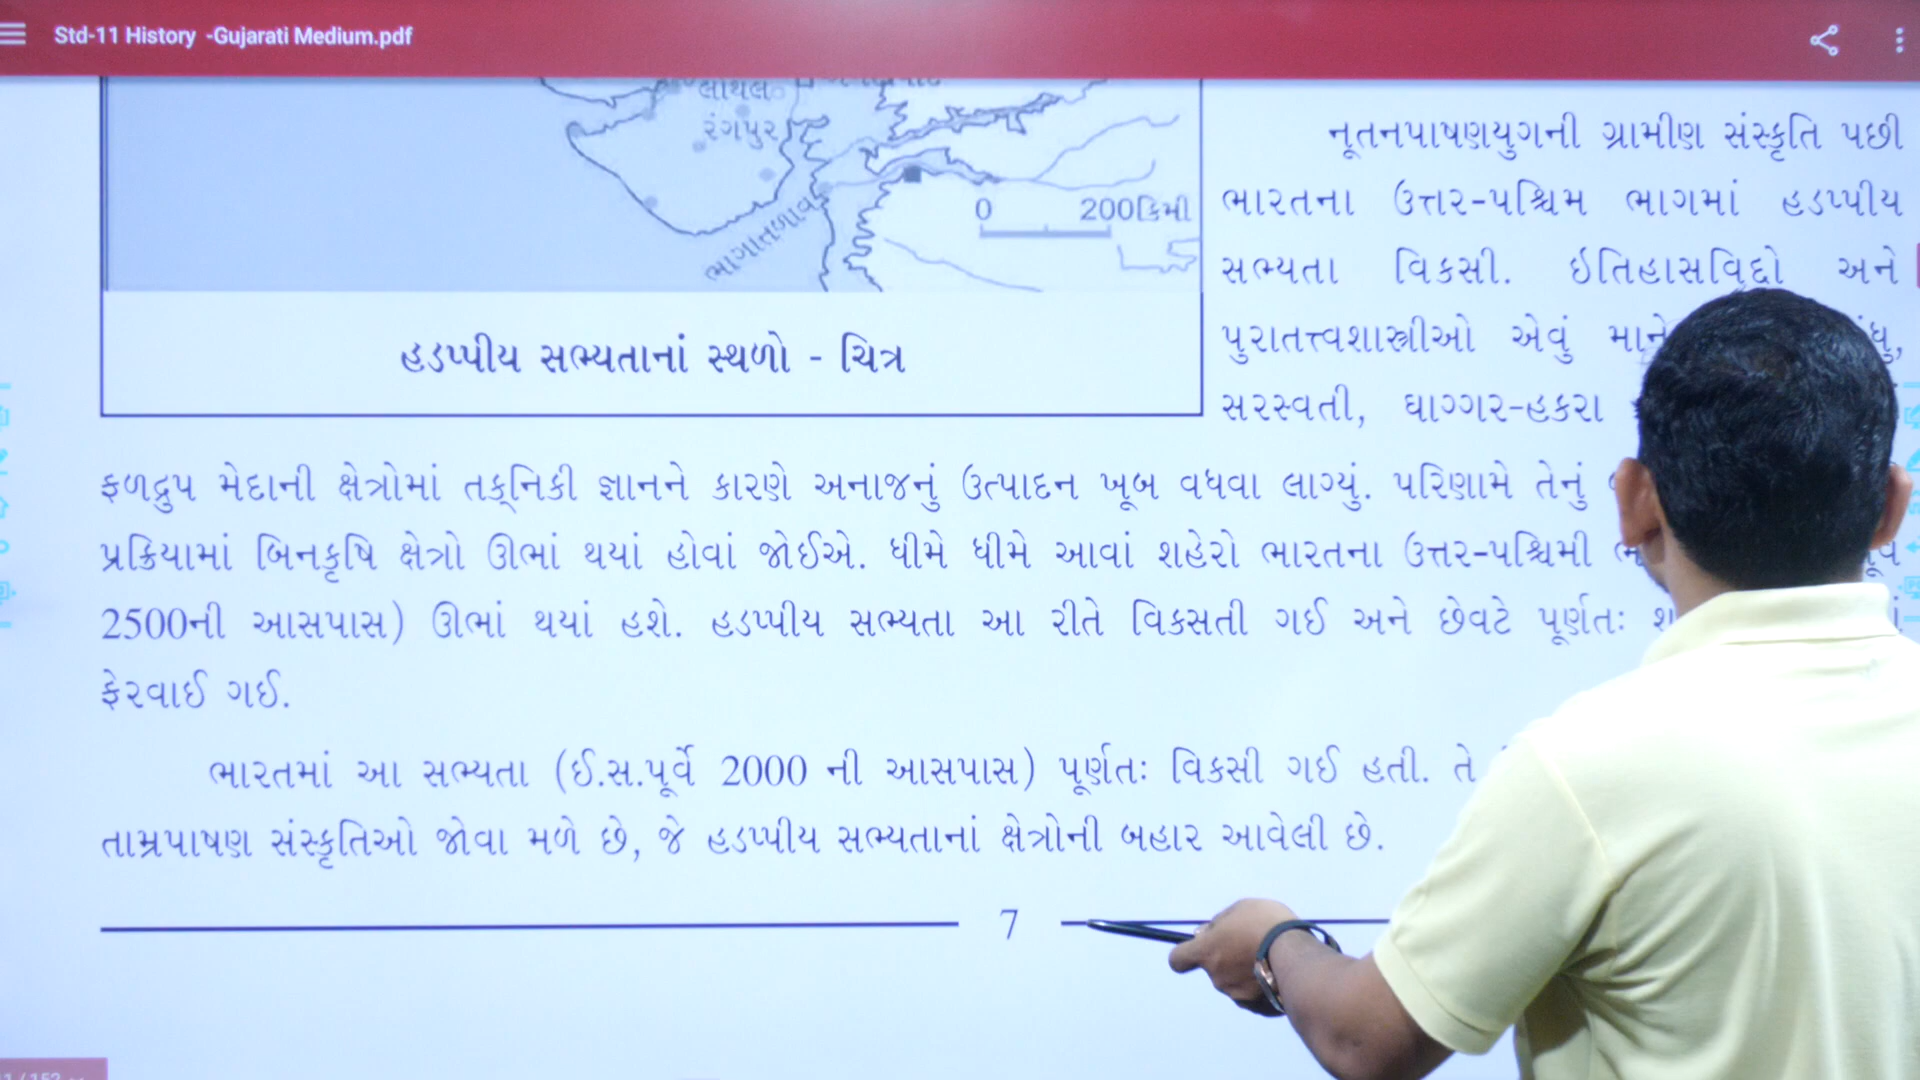 Std-11 History -Gujarati Medium.pdf
લોથલ
રંગપુર
ભાગાતળાવ
0 200કિમી
હડપ્પીય સભ્યતાનાં સ્થળો - ચિત્ર
નૂતનપાષણયુગની ગ્રામીણ સંસ્કૃતિ પછી
ભારતના ઉત્તર-પશ્ચિમ ભાગમાં હડપ્પીય
સભ્યતા વિકસી. ઇતિહાસવિદ્દો અને
પુરાતત્ત્વશાસ્ત્રીઓ એવું માને
સરસ્વતી, ઘાગ્ગર-હકરા
ફળદ્રુપ મેદાની ક્ષેત્રોમાં તક્‌નિકી જ્ઞાનને કારણે અનાજનું ઉત્પાદન ખૂબ વધવા લાગ્યું. પરિણામે તેનું
પ્રક્રિયામાં બિનકૃષિ ક્ષેત્રો ઊભાં થયાં હોવાં જોઈએ. ધીમે ધીમે આવાં શહેરો ભારતના ઉત્તર-પશ્ચિમી
2500ની આસપાસ) ઊભાં થયાં હશે. હડપ્પીય સભ્યતા આ રીતે વિકસતી ગઈ અને છેવટે પૂર્ણતઃ
ફેરવાઈ ગઈ.
ભારતમાં આ સભ્યતા (ઈ.સ.પૂર્વે 2000 ની આસપાસ) પૂર્ણતઃ વિકસી ગઈ હતી. તે
તામ્રપાષણ સંસ્કૃતિઓ જોવા મળે છે, જે હડપ્પીય સભ્યતાનાં ક્ષેત્રોની બહાર આવેલી છે.
7